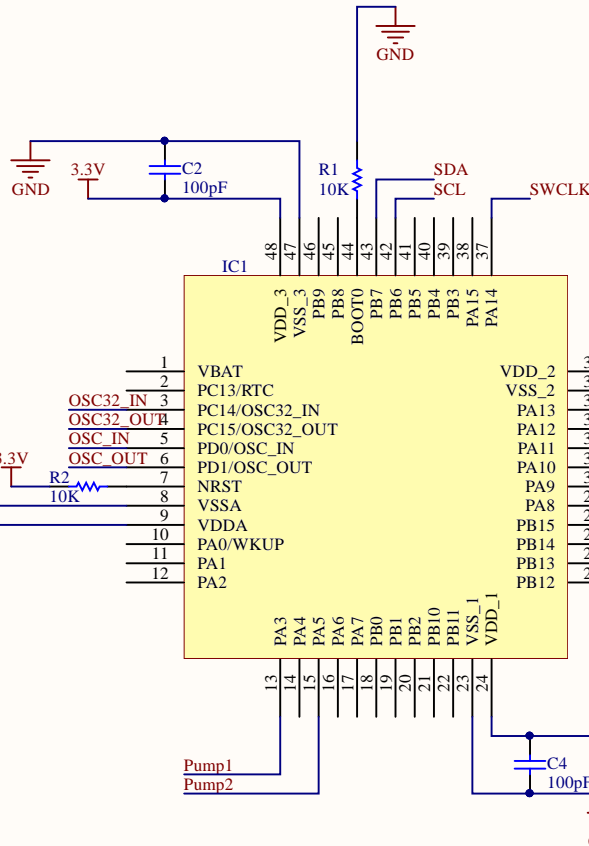 GND
GND
3.3V
C2
100pF
R1
10K
SDA
SCL
SWCLK
48
47
46
45
44
43
42
41
40
39
38
37
IC1
VDD_3
VSS_3
PB9
PB8
BOOT0
PB7
PB6
PB5
PB4
PB3
PA15
PA14
1 VBAT
2 PC13/RTC
OSC32_IN 3 PC14/OSC32_IN
OSC32_OUT 4 PC15/OSC32_OUT
OSC_IN 5 PD0/OSC_IN
OSC_OUT 6 PD1/OSC_OUT
3.3V
R2
10K
7 NRST
8 VSSA
9 VDDA
10 PA0/WKUP
11 PA1
12 PA2
VDD_2
VSS_2
PA13
PA12
PA11
PA10
PA9
PA8
PB15
PB14
PB13
PB12
PA3
PA4
PA5
PA6
PA7
PB0
PB1
PB2
PB10
PB11
VSS_1
VDD_1
13
14
15
16
17
18
19
20
21
22
23
24
Pump1
Pump2
C4
100pF